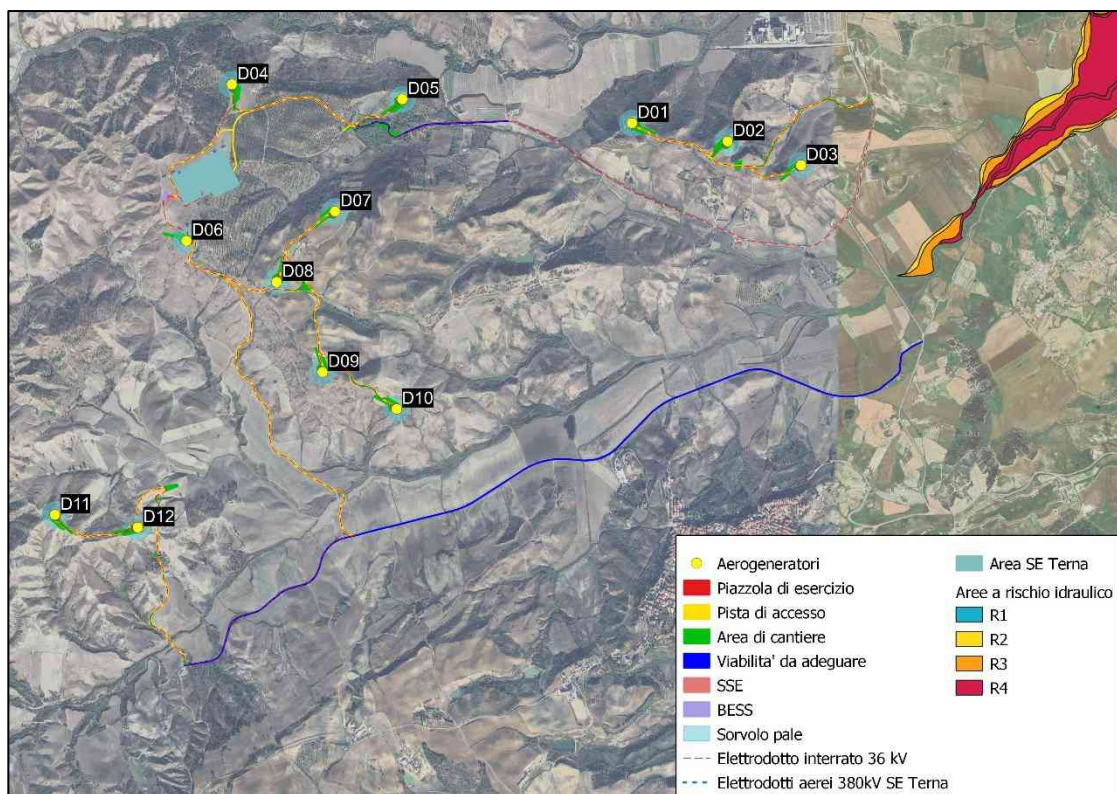 D04
D05
D01
D02
D03
D07
D06
D08
D09
D10
D11
D12
Aerogeneratori
Piazzola di esercizio
Pista di accesso
Area di cantiere
Viabilita' da adeguare
SSE
BESS
Sorvolo pale
Elettrodotto interrato 36 kV
Elettrodotti aerei 380kV SE Terna
Area SE Terna
Aree a rischio idraulico
R1
R2
R3
R4